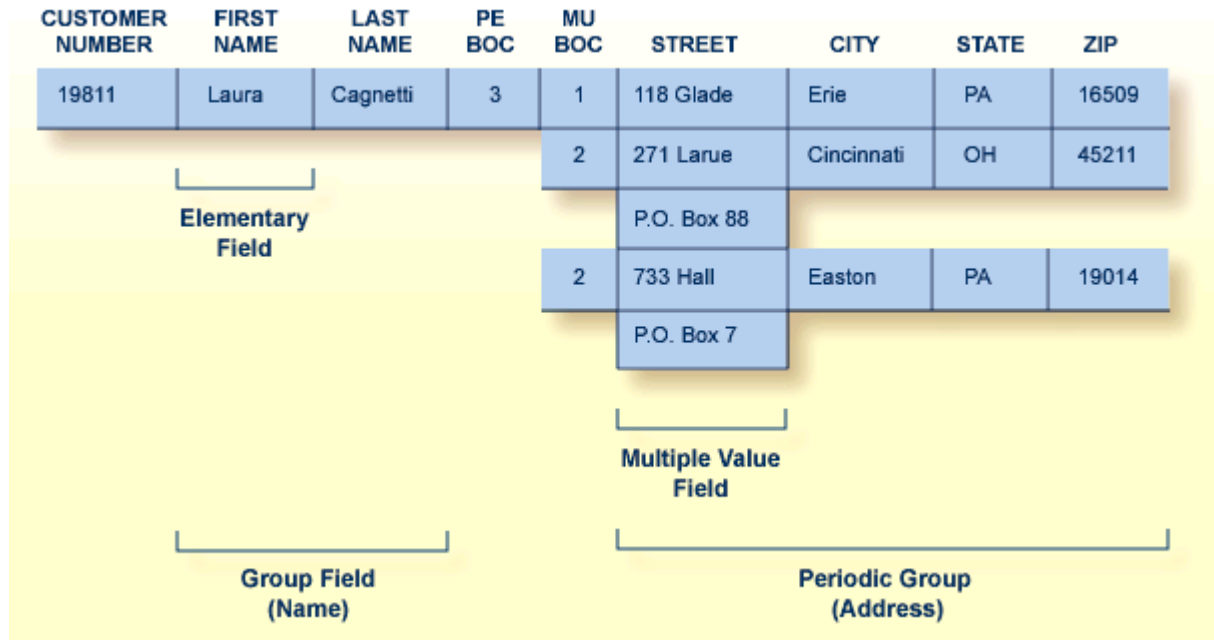 CUSTOMER NUMBER FIRST NAME LAST NAME PE BOC MU BOC STREET CITY STATE ZIP
19811 Laura Cagnetti 3 1 118 Glade Erie PA 16509
2 271 Larue Cincinnati OH 45211
P.O. Box 88
2 733 Hall Easton PA 19014
P.O. Box 7
Elementary
Field
Multiple Value
Field
Group Field
(Name)
Periodic Group
(Address)